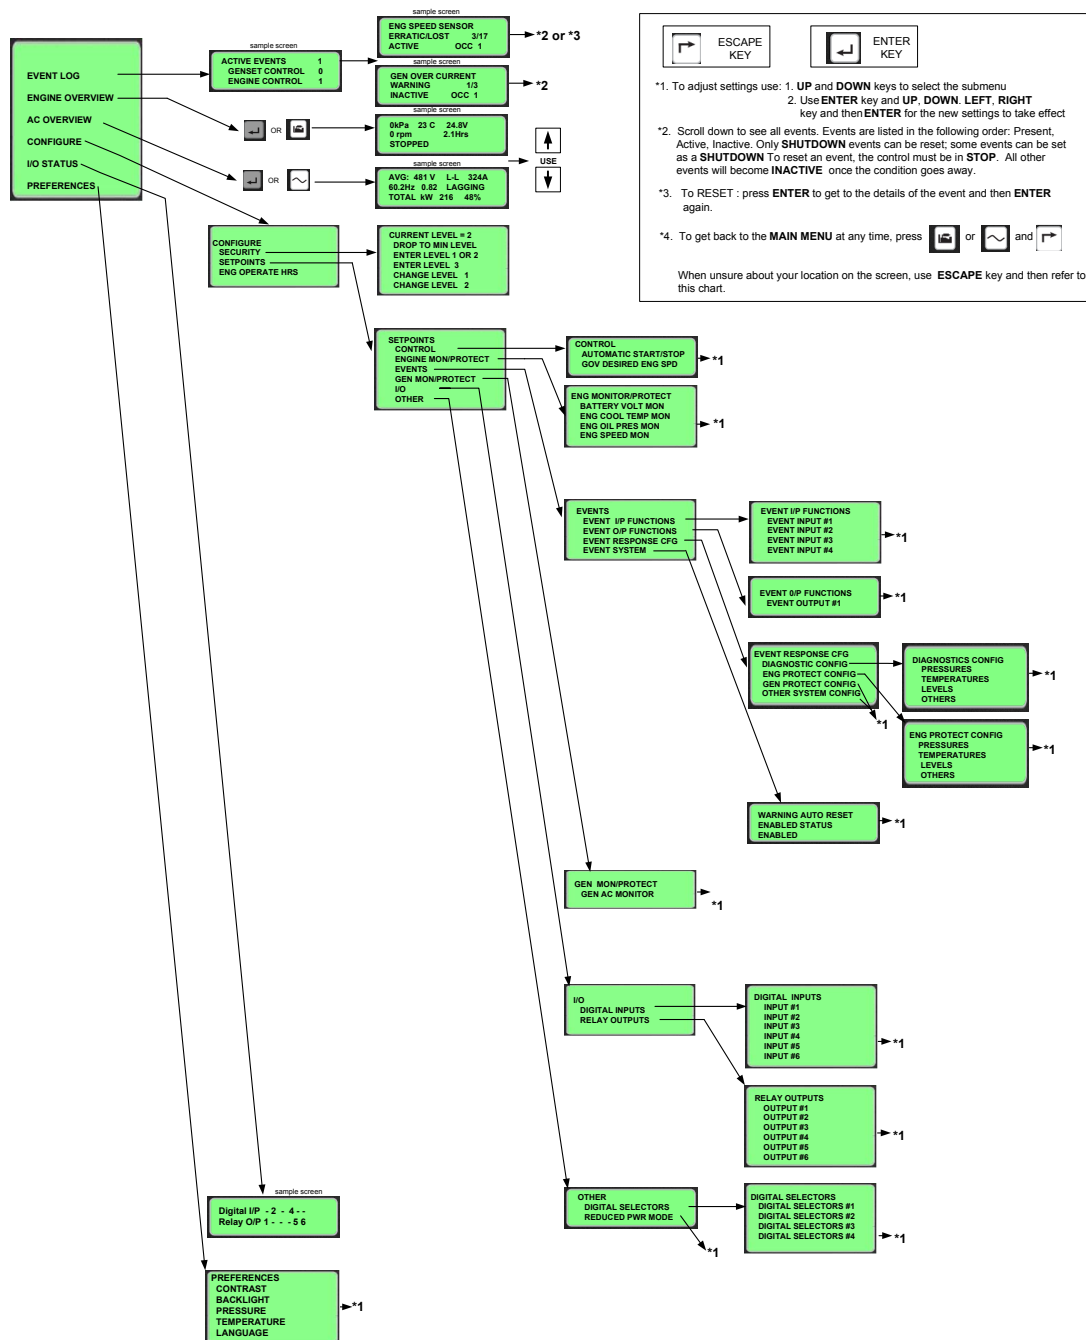 EVENT LOG
ENGINE OVERVIEW
AC OVERVIEW
CONFIGURE
I/O STATUS
PREFERENCES
sample screen
ACTIVE EVENTS 1
GENSET CONTROL 0
ENGINE CONTROL 1
sample screen
ENG SPEED SENSOR
ERRATIC/LOST 3/17
ACTIVE OCC 1
*2 or *3
sample screen
GEN OVER CURRENT
WARNING 1/3
INACTIVE OCC 1
*2
OR
sample screen
0kPa 23 C 24.8V
0 rpm 2.1Hrs
STOPPED
OR
sample screen
AVG: 481 V L-L 324A
60.2Hz 0.82 LAGGING
TOTAL kW 216 48%
USE
ESCAPE
KEY
ENTER
KEY
*1. To adjust settings use: 1. UP and DOWN keys to select the submenu
2. Use ENTER key and UP, DOWN. LEFT, RIGHT
key and then ENTER for the new settings to take effect
*2. Scroll down to see all events. Events are listed in the following order: Present,
Active, Inactive. Only SHUTDOWN events can be reset; some events can be set
as a SHUTDOWN To reset an event, the control must be in STOP. All other
events will become INACTIVE once the condition goes away.
*3. To RESET : press ENTER to get to the details of the event and then ENTER
again.
*4. To get back to the MAIN MENU at any time, press or and
When unsure about your location on the screen, use ESCAPE key and then refer to
this chart.
CONFIGURE
SECURITY
SETPOINTS
ENG OPERATE HRS
CURRENT LEVEL = 2
DROP TO MIN LEVEL
ENTER LEVEL 1 OR 2
ENTER LEVEL 3
CHANGE LEVEL 1
CHANGE LEVEL 2
SETPOINTS
CONTROL
ENGINE MON/PROTECT
EVENTS
GEN MON/PROTECT
I/O
OTHER
CONTROL
AUTOMATIC START/STOP
GOV DESIRED ENG SPD
*1
ENG MONITOR/PROTECT
BATTERY VOLT MON
ENG COOL TEMP MON
ENG OIL PRES MON
ENG SPEED MON
*1
EVENTS
EVENT I/P FUNCTIONS
EVENT O/P FUNCTIONS
EVENT RESPONSE CFG
EVENT SYSTEM
EVENT I/P FUNCTIONS
EVENT INPUT #1
EVENT INPUT #2
EVENT INPUT #3
EVENT INPUT #4
*1
EVENT 0/P FUNCTIONS
EVENT OUTPUT #1
*1
EVENT RESPONSE CFG
DIAGNOSTIC CONFIG
ENG PROTECT CONFIG
GEN PROTECT CONFIG
OTHER SYSTEM CONFIG
*1
DIAGNOSTICS CONFIG
PRESSURES
TEMPERATURES
LEVELS
OTHERS
*1
ENG PROTECT CONFIG
PRESSURES
TEMPERATURES
LEVELS
OTHERS
*1
WARNING AUTO RESET
ENABLED STATUS
ENABLED
*1
GEN MON/PROTECT
GEN AC MONITOR
*1
I/O
DIGITAL INPUTS
RELAY OUTPUTS
DIGITAL INPUTS
INPUT #1
INPUT #2
INPUT #3
INPUT #4
INPUT #5
INPUT #6
*1
RELAY OUTPUTS
OUTPUT #1
OUTPUT #2
OUTPUT #3
OUTPUT #4
OUTPUT #5
OUTPUT #6
*1
OTHER
DIGITAL SELECTORS
REDUCED PWR MODE
*1
DIGITAL SELECTORS
DIGITAL SELECTORS #1
DIGITAL SELECTORS #2
DIGITAL SELECTORS #3
DIGITAL SELECTORS #4
*1
sample screen
Digital I/P - 2 - 4 - -
Relay O/P 1 - - - 5 6
PREFERENCES
CONTRAST
BACKLIGHT
PRESSURE
TEMPERATURE
LANGUAGE
*1